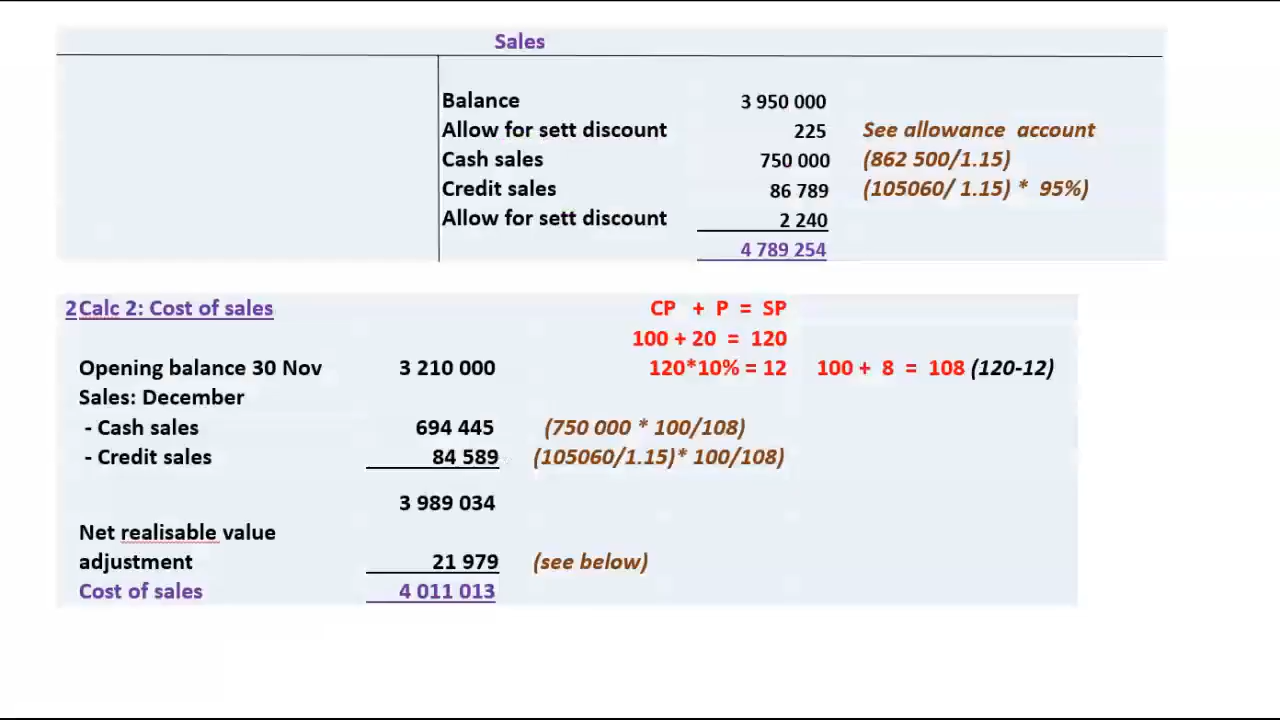 Sales
Balance 3 950 000
Allow for sett discount 225 See allowance account
Cash sales 750 000 (862 500/1.15)
Credit sales 86 789 (105060/ 1.15) * 95%)
Allow for sett discount 2 240
4 789 254
2 Calc 2: Cost of sales CP + P = SP
100 + 20 = 120
Opening balance 30 Nov 3 210 000 120*10% = 12 100 + 8 = 108 (120-12)
Sales: December
- Cash sales 694 445 (750 000 * 100/108)
- Credit sales 84 589 (105060/1.15)* 100/108)
3 989 034
Net realisable value
adjustment 21 979 (see below)
Cost of sales 4 011 013